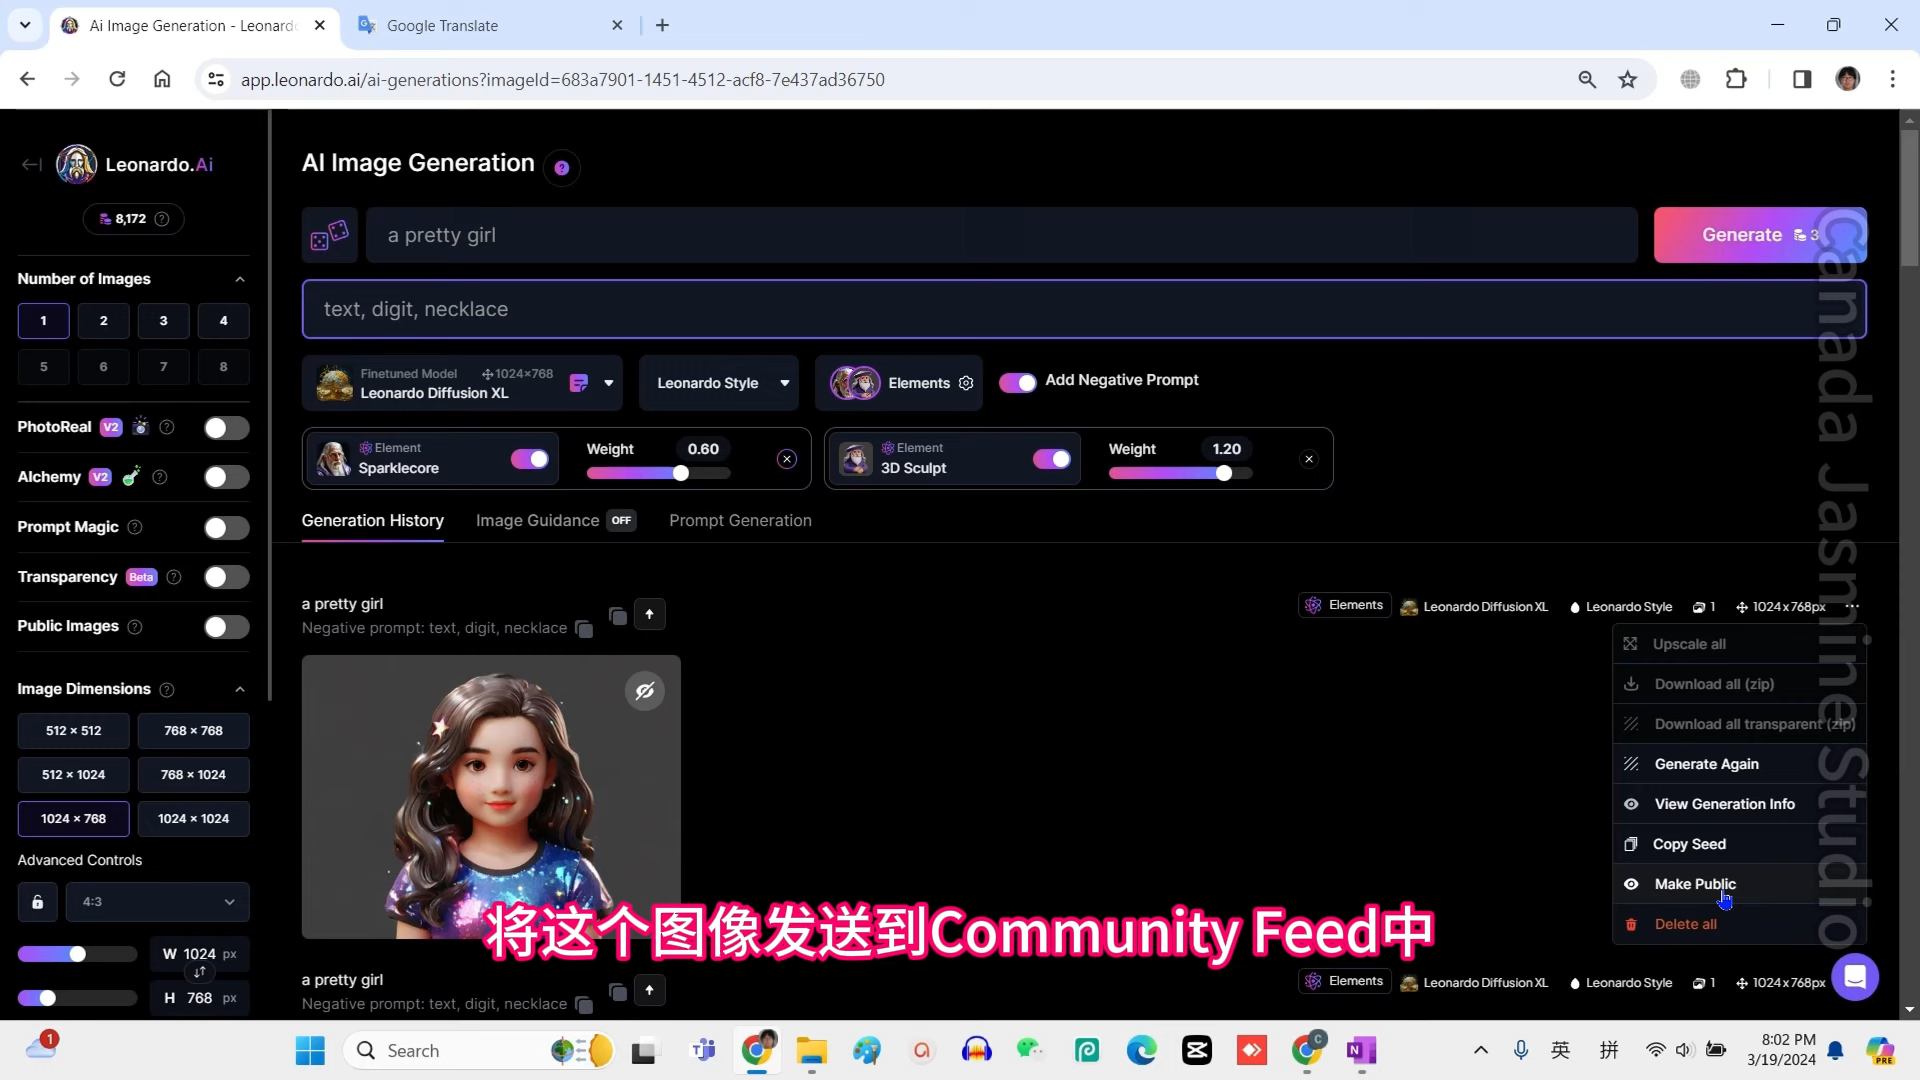 Ai Image Generation - Leonardo
Google Translate
app.leonardo.ai/ai-generations?imageId=683a7901-1451-4512-acf8-7e437ad36750
Leonardo.Ai
8,172
Number of Images
1 2 3 4
5 6 7 8
PhotoReal V2
Alchemy V2
Prompt Magic
Transparency Beta
Public Images
Image Dimensions
512 × 512 768 × 768
512 × 1024 768 × 1024
1024 × 768 1024 × 1024
Advanced Controls
4:3
W 1024 px
H 768 px
AI Image Generation
a pretty girl
Generate 3
text, digit, necklace
Finetuned Model 1024×768
Leonardo Diffusion XL
Leonardo Style
Elements
Add Negative Prompt
Element
Sparklecore
Weight 0.60
Element
3D Sculpt
Weight 1.20
Generation History
Image Guidance OFF
Prompt Generation
a pretty girl
Negative prompt: text, digit, necklace
Elements Leonardo Diffusion XL Leonardo Style 1 1024x768px
Upscale all
Download all (zip)
Download all transparent (zip)
Generate Again
View Generation Info
Copy Seed
Make Public
Delete all
将这个图像发送到Community Feed中
a pretty girl
Negative prompt: text, digit, necklace
Elements Leonardo Diffusion XL Leonardo Style 1 1024x768px
Canada Jasmine Studio
1
Search
英
拼
8:02 PM
3/19/2024
PRE